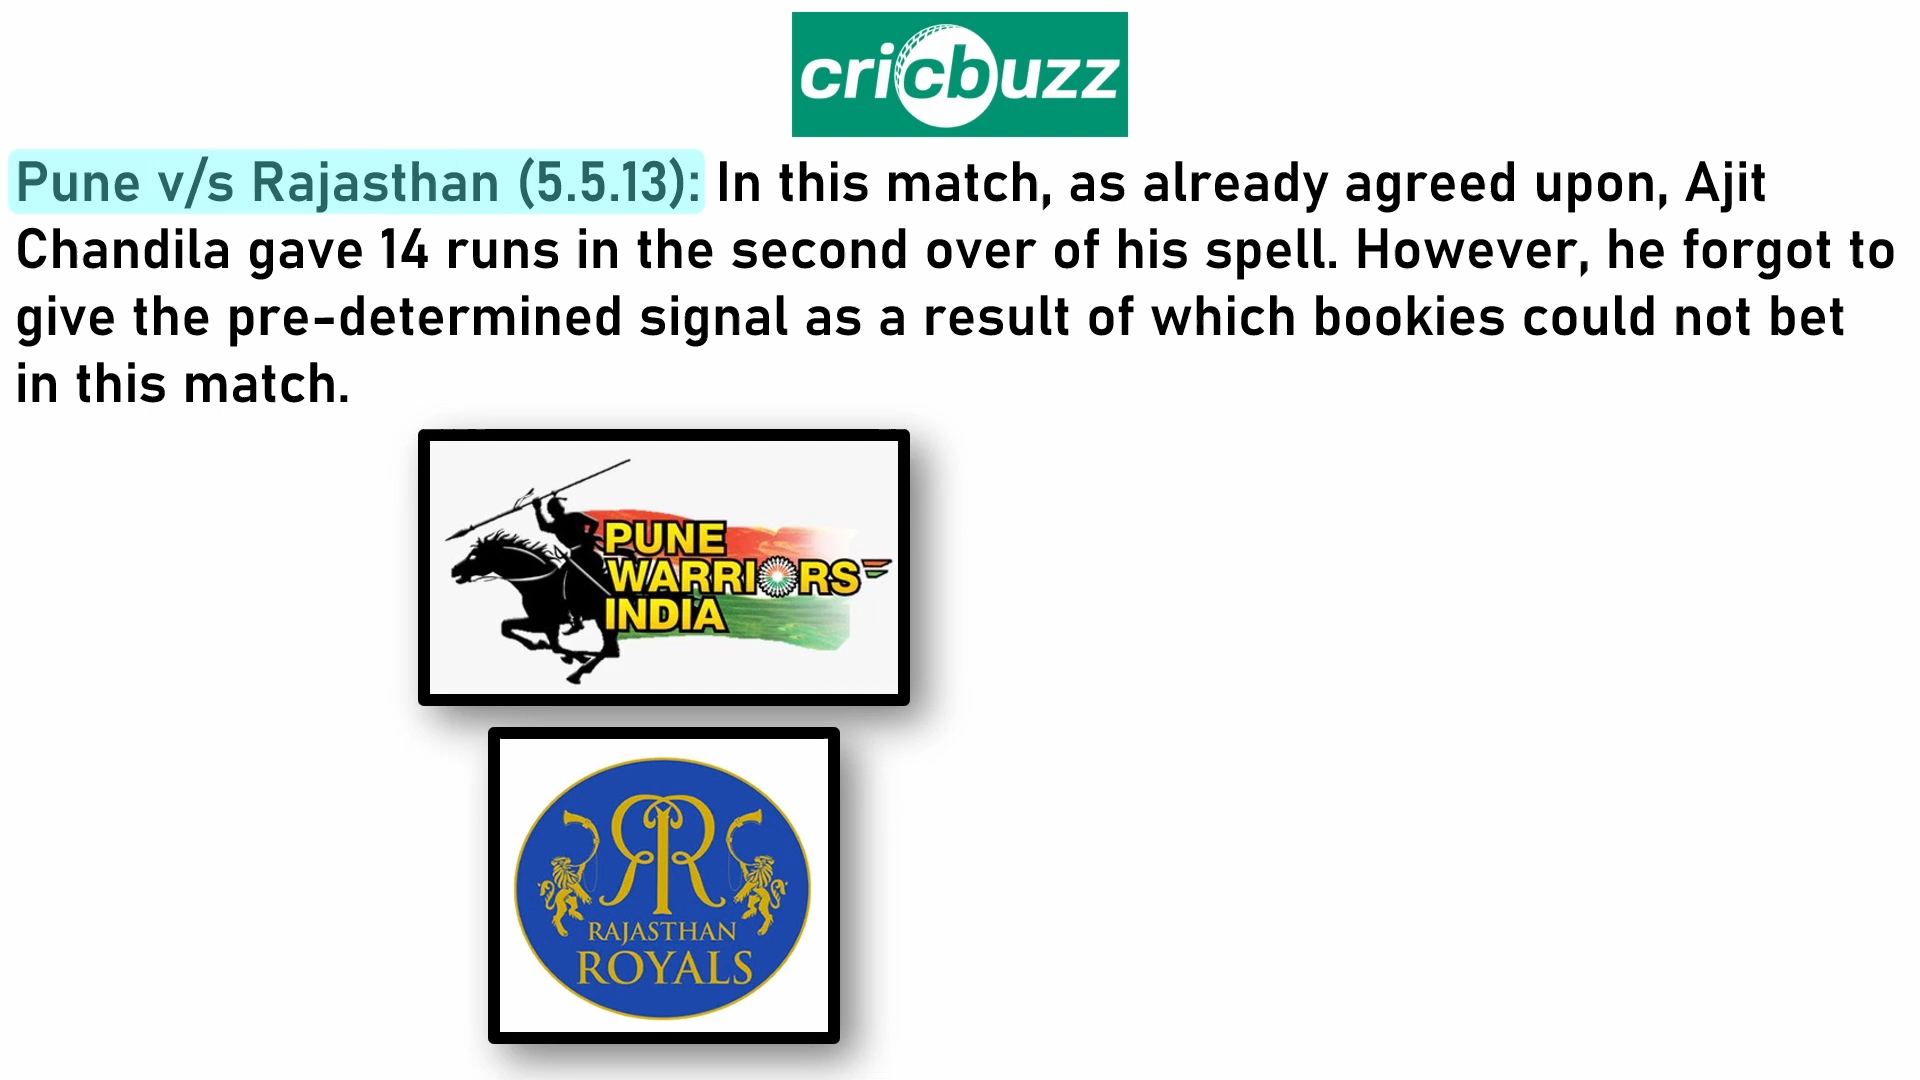 cricbuzz
Pune v/s Rajasthan (5.5.13): In this match, as already agreed upon, Ajit
Chandila gave 14 runs in the second over of his spell. However, he forgot to
give the pre-determined signal as a result of which bookies could not bet
in this match.
PUNE
WARRIORS
INDIA
RR
RAJASTHAN
ROYALS